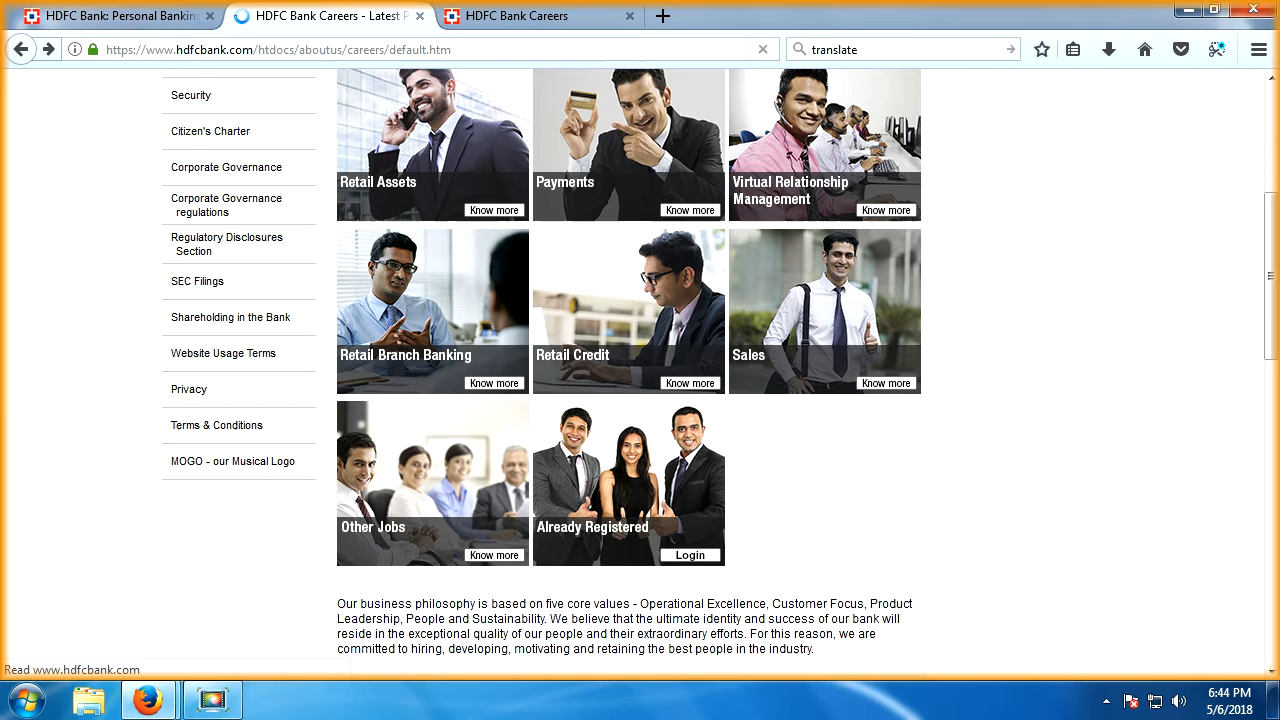 HDFC Bank: Personal Bank
HDFC Bank Careers - Latest P
HDFC Bank Careers
https://www.hdfcbank.com/htdocs/aboutus/careers/default.htm
translate
Security
Citizen's Charter
Corporate Governance
Corporate Governance
regulations
Regulatory Disclosures
Section
SEC Filings
Shareholding in the Bank
Website Usage Terms
Privacy
Terms & Conditions
MOGO - our Musical Logo
Retail Assets
Know more
Payments
Know more
Virtual Relationship
Management
Know more
Retail Branch Banking
Know more
Retail Credit
Know more
Sales
Know more
Other Jobs
Know more
Already Registered
Login
Our business philosophy is based on five core values - Operational Excellence, Customer Focus, Product
Leadership, People and Sustainability. We believe that the ultimate identity and success of our bank will
reside in the exceptional quality of our people and their extraordinary efforts. For this reason, we are
committed to hiring, developing, motivating and retaining the best people in the industry.
Read www.hdfcbank.com
6:44 PM
5/6/2018